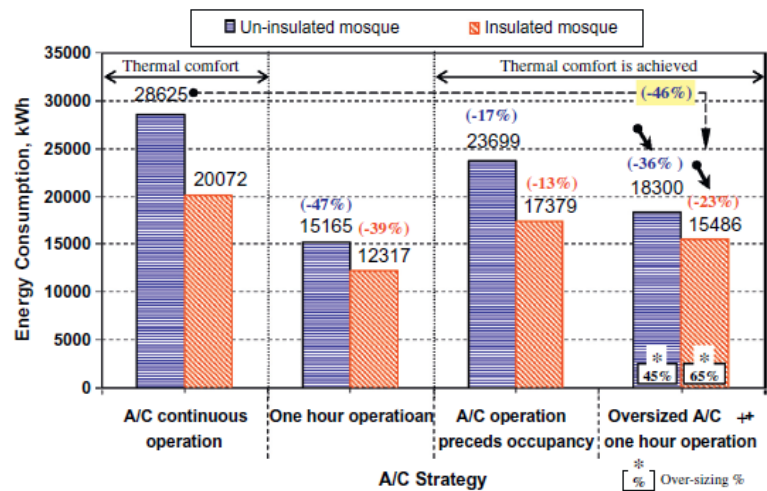 Un-insulated mosque
Insulated mosque
Energy Consumption, kWh
35000
30000
25000
20000
15000
10000
5000
0
Thermal comfort
Thermal comfort is achieved
28625
20072
(-47%)
15165
(-39%)
12317
(-17%)
23699
(-13%)
17379
(-46%)
(-36%)
18300
(-23%)
15486
*
45%
*
65%
A/C continuous
operation
One hour operatioan
A/C operation
preceds occupancy
Oversized A/C ++
one hour operation
A/C Strategy
*
[ % ] Over-sizing %